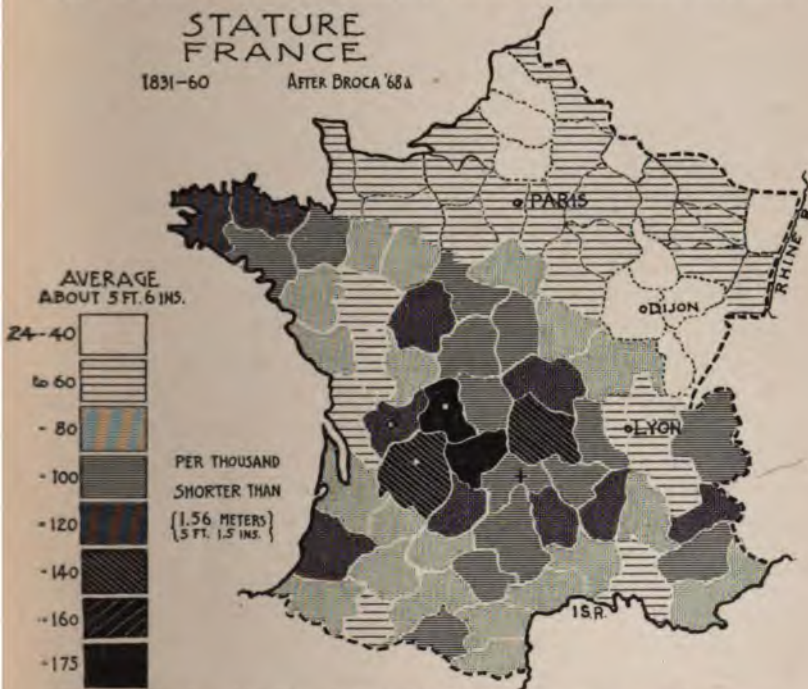 STATURE
FRANCE
1831-60 AFTER BROCA '68a
PARIS
RHINE R
AVERAGE
ABOUT 5 FT. 6 INS.
DIJON
24-40
to 60
- 80
LYON
- 100
PER THOUSAND
SHORTER THAN
{1.56 METERS}
{5 FT. 1.5 INS.}
- 120
- 140
- 160
- 175
I.S.R.